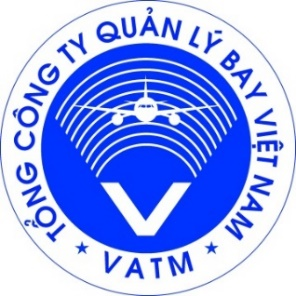 TỔNG CÔNG TY QUẢN LÝ BAY VIỆT NAM
V
★ VATM ★